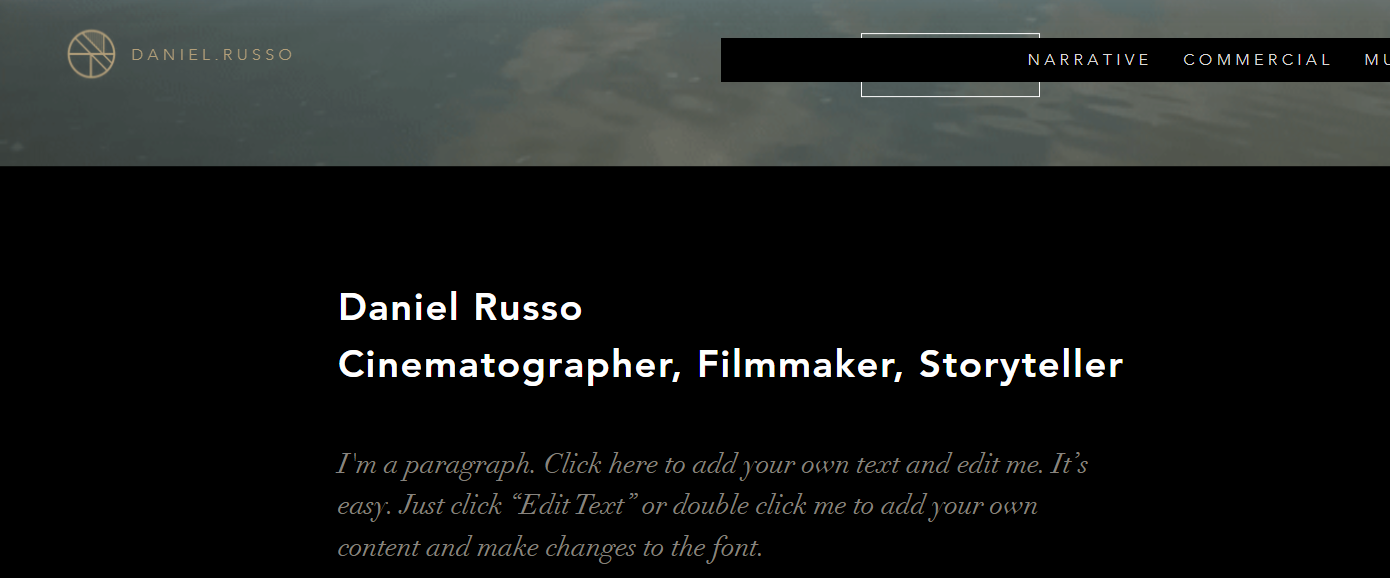 DANIEL.RUSSO
NARRATIVE COMMERCIAL MU
Daniel Russo
Cinematographer, Filmmaker, Storyteller
I'm a paragraph. Click here to add your own text and edit me. It’s
easy. Just click “Edit Text” or double click me to add your own
content and make changes to the font.